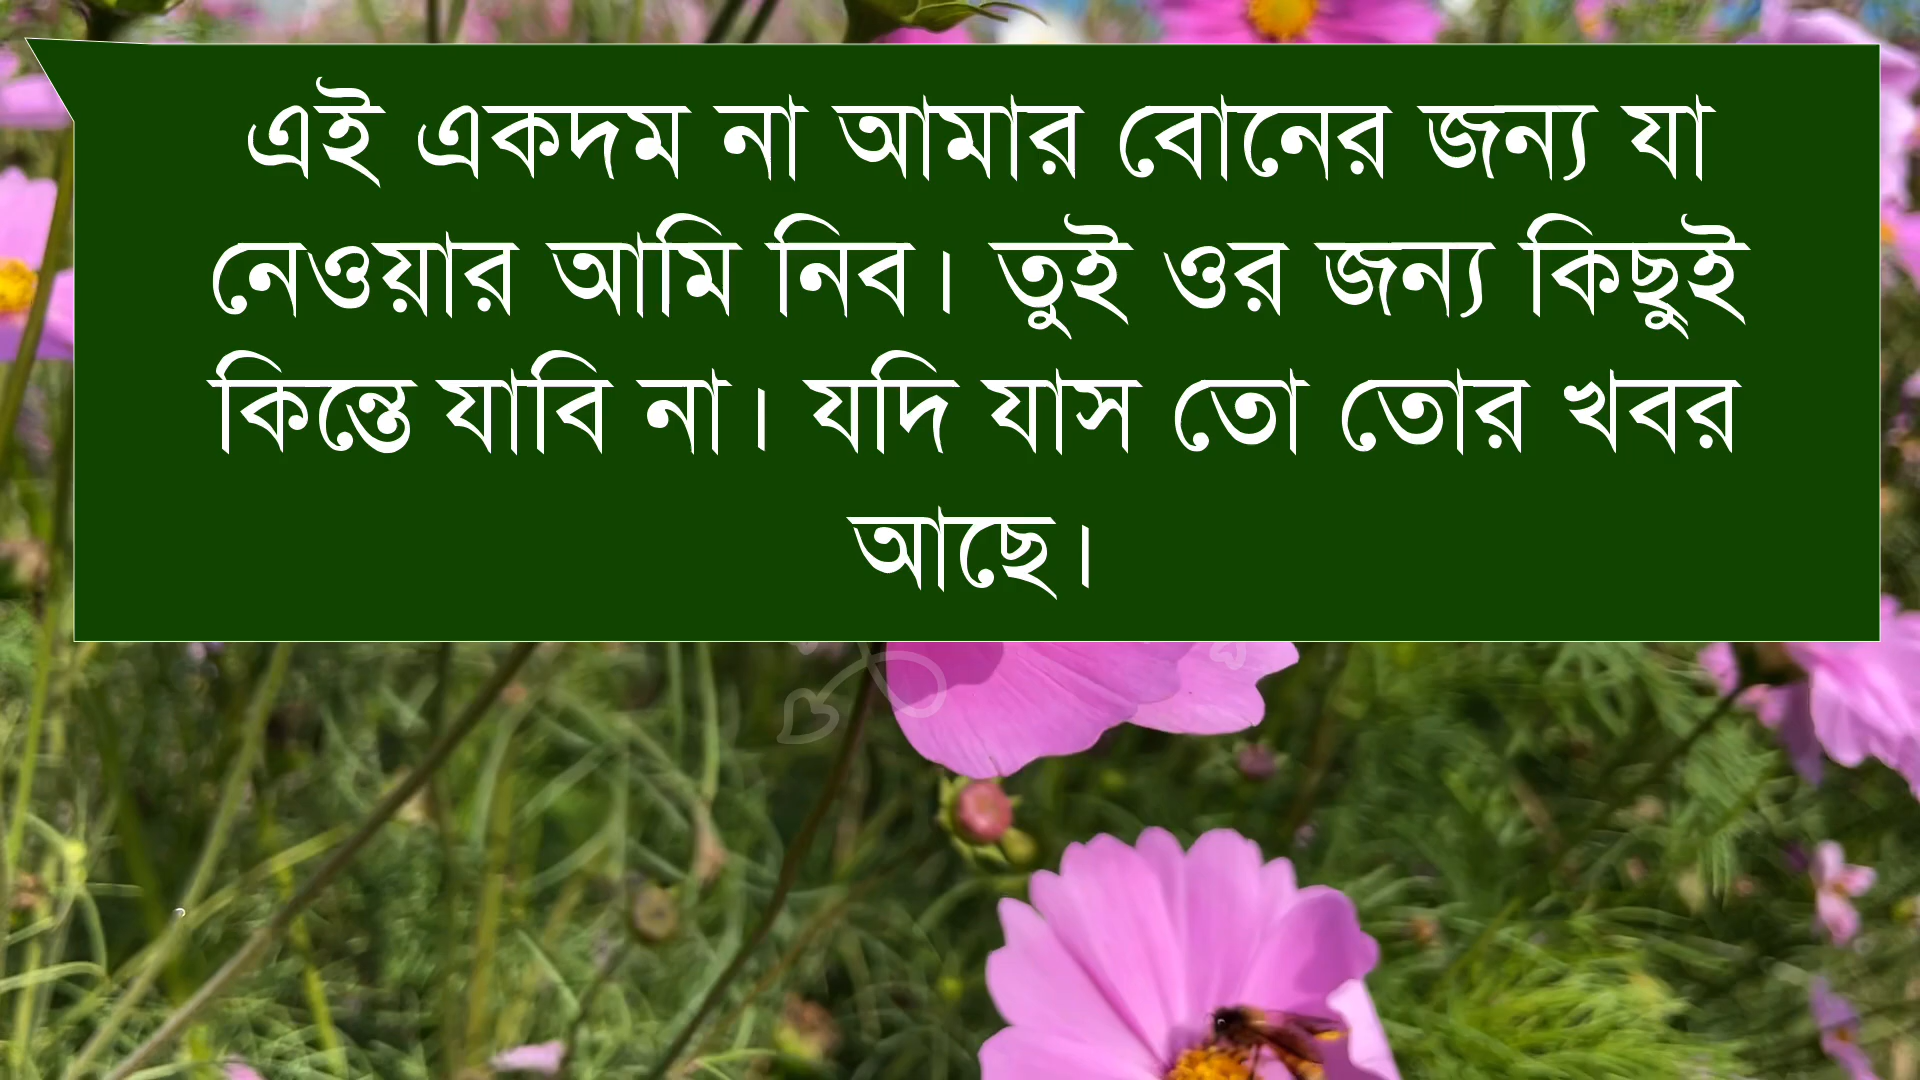 এই একদম না আমার বোনের জন্য যা
নেওয়ার আমি নিব। তুই ওর জন্য কিছুই
কিন্তে যাবি না। যদি যাস তো তোর খবর
আছে।